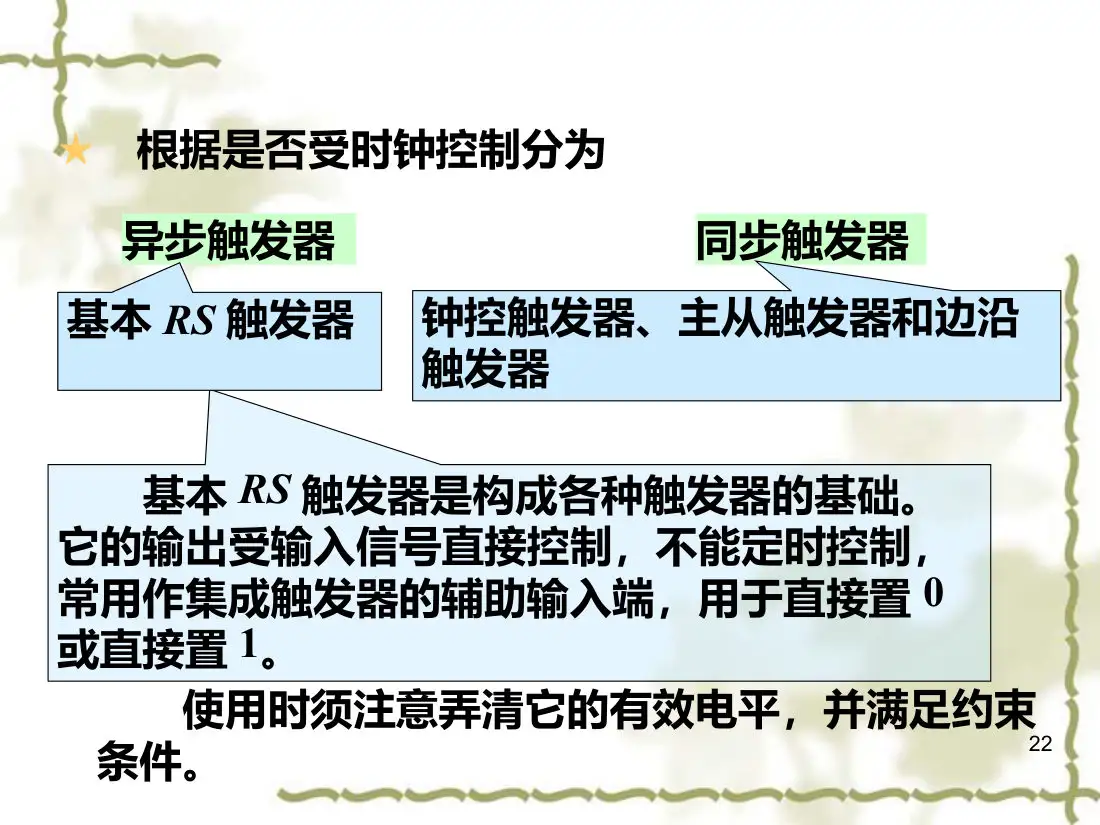 根据是否受时钟控制分为
异步触发器
同步触发器
基本 RS 触发器
钟控触发器、主从触发器和边沿
触发器
基本 RS 触发器是构成各种触发器的基础。
它的输出受输入信号直接控制，不能定时控制，
常用作集成触发器的辅助输入端，用于直接置 0
或直接置 1。
使用时须注意弄清它的有效电平，并满足约束
条件。
22